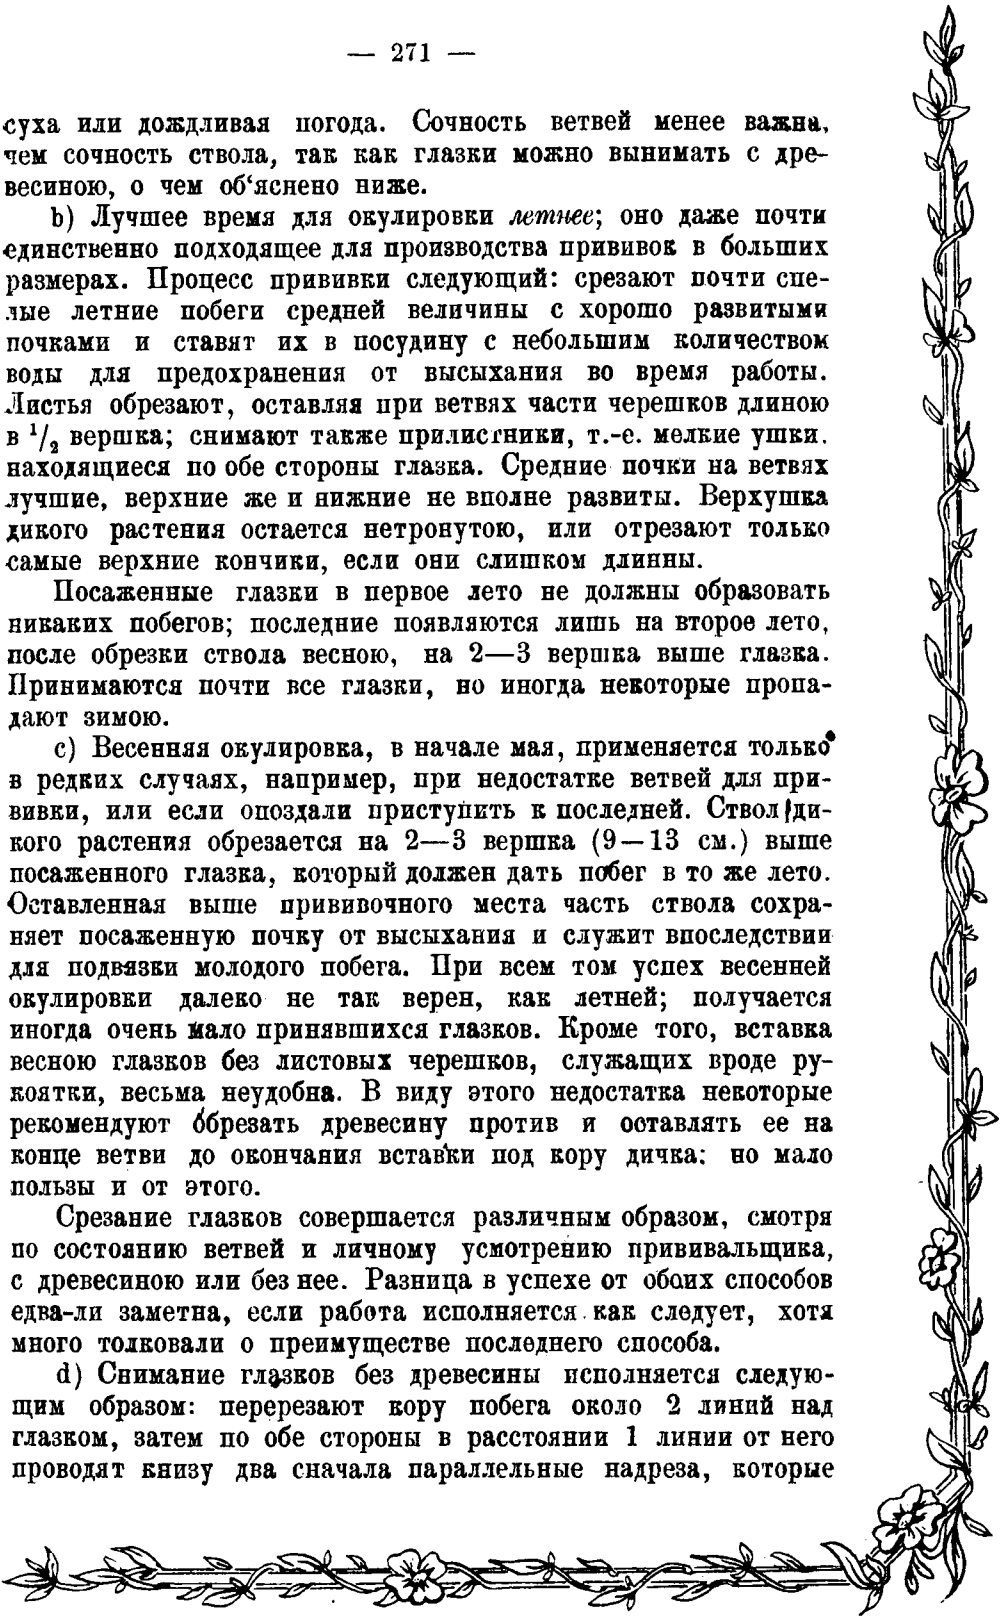 — 271 —
суха или дождливая погода. Сочность ветвей менее важна,
чем сочность ствола, так как глазки можно вынимать с дре-
весиною, о чем об‘яснено ниже.
b) Лучшее время для окулировки летнее; оно даже почти
единственно подходящее для производства прививок в больших
размерах. Процесс прививки следующий: срезают почти спе-
лые летние побеги средней величины с хорошо развитыми
почками и ставят их в посудину с небольшим количеством
воды для предохранения от высыхания во время работы.
Листья обрезают, оставляя при ветвях части черешков длиною
в 1/2 вершка; снимают также прилистники, т.-е. мелкие ушки.
находящиеся по обе стороны глазка. Средние почки на ветвях
лучшие, верхние же и нижние не вполне развиты. Верхушка
дикого растения остается нетронутою, или отрезают только
самые верхние кончики, если они слишком длинны.
Посаженные глазки в первое лето не должны образовать
никаких побегов; последние появляются лишь на второе лето,
после обрезки ствола весною, на 2—3 вершка выше глазка.
Принимаются почти все глазки, но иногда некоторые пропа-
дают зимою.
c) Весенняя окулировка, в начале мая, применяется только
в редких случаях, например, при недостатке ветвей для при-
вивки, или если опоздали приступить к последней. Ствол ди-
кого растения обрезается на 2—3 вершка (9—13 см.) выше
посаженного глазка, который должен дать побег в то же лето.
Оставленная выше прививочного места часть ствола сохра-
няет посаженную почку от высыхания и служит впоследствии
для подвязки молодого побега. При всем том успех весенней
окулировки далеко не так верен, как летней; получается
иногда очень мало принявшихся глазков. Кроме того, вставка
весною глазков без листовых черешков, служащих вроде ру-
коятки, весьма неудобна. В виду этого недостатка некоторые
рекомендуют обрезать древесину против и оставлять ее на
конце ветви до окончания вставки под кору дичка: но мало
пользы и от этого.
Срезание глазков совершается различным образом, смотря
по состоянию ветвей и личному усмотрению прививальщика,
с древесиною или без нее. Разница в успехе от обоих способов
едва-ли заметна, если работа исполняется как следует, хотя
много толковали о преимуществе последнего способа.
d) Снимание глазков без древесины исполняется следую-
щим образом: перерезают кору побега около 2 линий над
глазком, затем по обе стороны в расстоянии 1 линии от него
проводят книзу два сначала параллельные надреза, которые